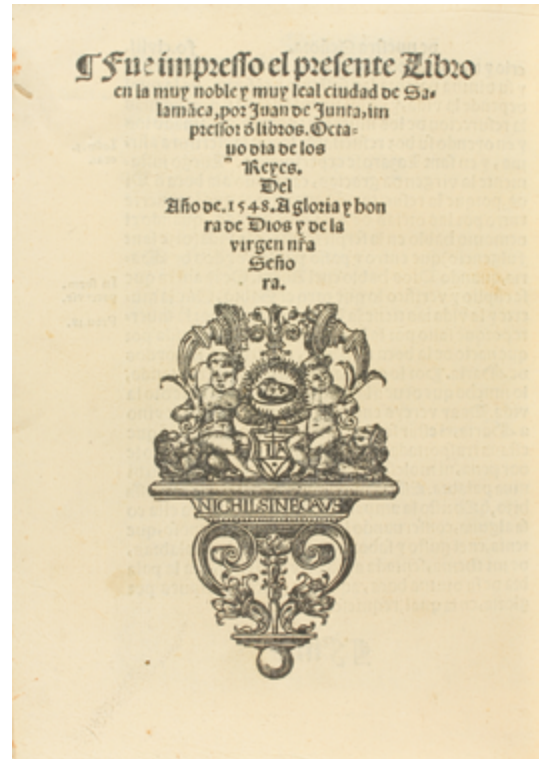 ¶ Fue impresso el presente Libro
en la muy noble y muy leal ciudad de Sa-
lamāca, por Juan de Junta, im
pressor ő libros. Octa-
uo dia de los
Reyes.
Del
Año de. 1548. A gloria y hon
ra de Dios y de la
virgen nr̃a
Seño
ra.
NICHIL SINE CAVS